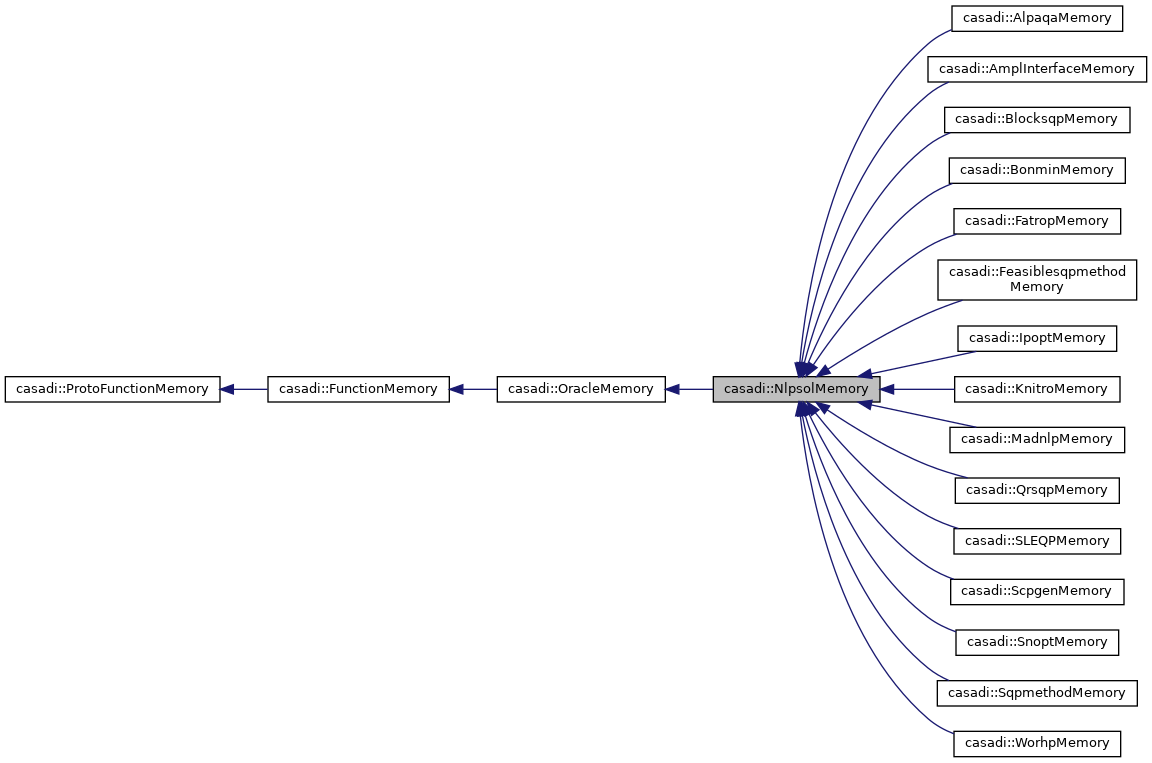 casadi::AlpaqaMemory
casadi::AmplInterfaceMemory
casadi::BlocksqpMemory
casadi::BonminMemory
casadi::FatropMemory
casadi::Feasiblesqpmethod
Memory
casadi::IpoptMemory
casadi::ProtoFunctionMemory
casadi::FunctionMemory
casadi::OracleMemory
casadi::NlpsolMemory
casadi::KnitroMemory
casadi::MadnlpMemory
casadi::QrsqpMemory
casadi::SLEQPMemory
casadi::ScpgenMemory
casadi::SnoptMemory
casadi::SqpmethodMemory
casadi::WorhpMemory